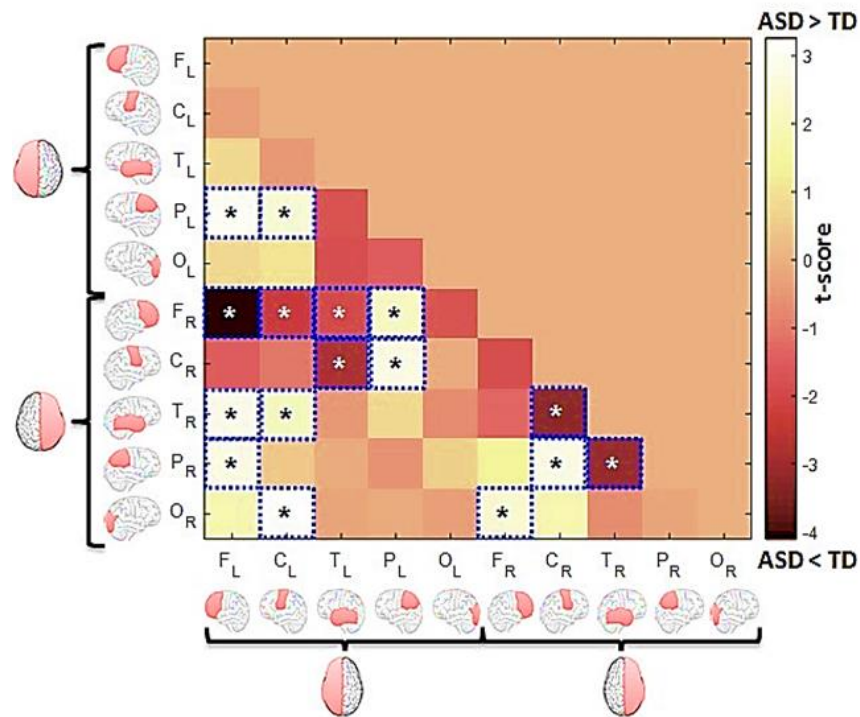 ASD > TD
F_L
C_L
T_L
P_L * *
O_L
F_R * * * *
C_R * *
T_R * * *
P_R * * *
O_R * *
F_L C_L T_L P_L O_L F_R C_R T_R P_R O_R
3
2
1
0
-1
-2
-3
-4
t-score
ASD < TD